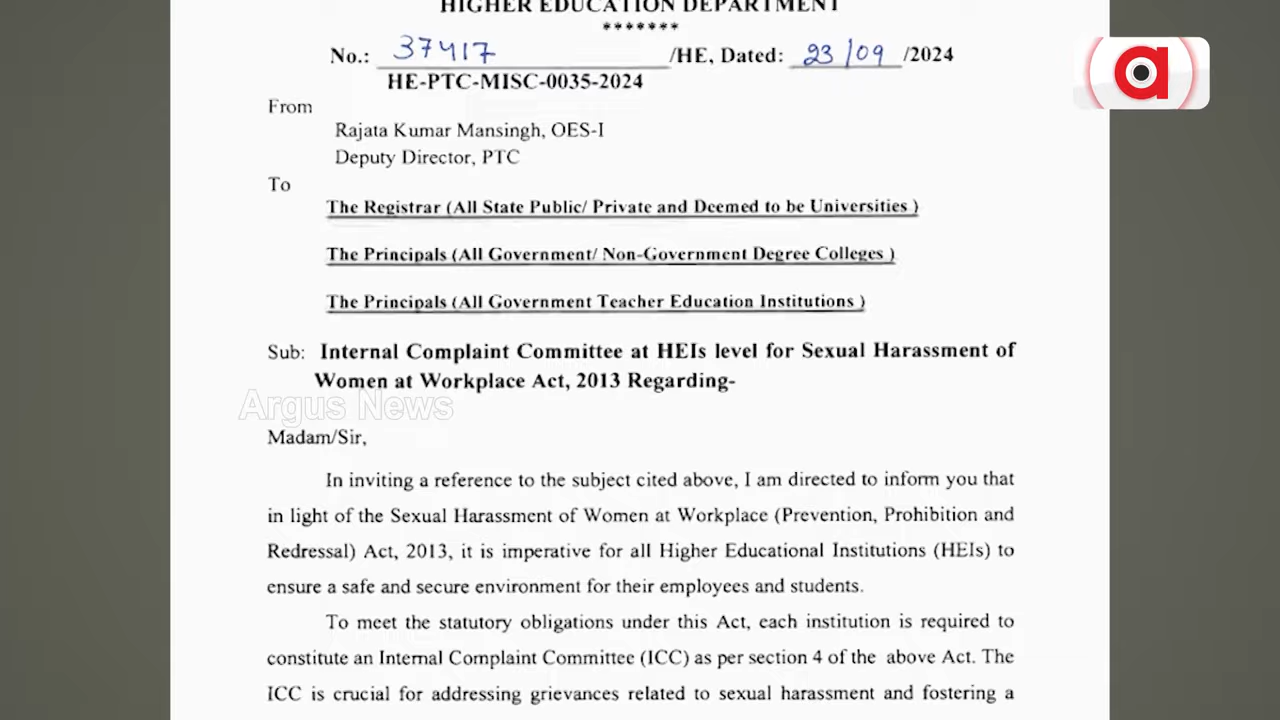 HIGHER EDUCATION DEPARTMENT
*******
No.: 37417 /HE, Dated: 23/09 /2024
HE-PTC-MISC-0035-2024
From
Rajata Kumar Mansingh, OES-I
Deputy Director, PTC
To
The Registrar (All State Public/ Private and Deemed to be Universities )
The Principals (All Government/ Non-Government Degree Colleges )
The Principals (All Government Teacher Education Institutions )
Sub: Internal Complaint Committee at HEIs level for Sexual Harassment of
Women at Workplace Act, 2013 Regarding-
Argus News
Madam/Sir,
In inviting a reference to the subject cited above, I am directed to inform you that
in light of the Sexual Harassment of Women at Workplace (Prevention, Prohibition and
Redressal) Act, 2013, it is imperative for all Higher Educational Institutions (HEIs) to
ensure a safe and secure environment for their employees and students.
To meet the statutory obligations under this Act, each institution is required to
constitute an Internal Complaint Committee (ICC) as per section 4 of the above Act. The
ICC is crucial for addressing grievances related to sexual harassment and fostering a